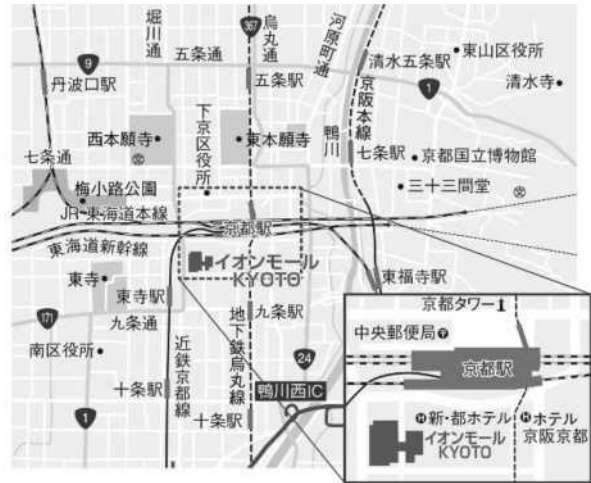 堀川通
367
烏丸通
河原町通
9
五条通
清水五条駅
東山区役所
丹波口駅
五条駅
京阪本線
1
清水寺
下京区役所
西本願寺
東本願寺
鴨川
七条駅
京都国立博物館
七条通
梅小路公園
三十三間堂
JR東海道本線
京都駅
東海道新幹線
イオンモール
KYOTO
東福寺駅
東寺
東寺駅
171
九条通
近鉄京都線
地下鉄烏丸線
九条駅
24
南区役所
十条駅
鴨川西IC
1
十条駅
京都タワー
中央郵便局
京都駅
H新・都ホテル
Hホテル
京阪京都
イオンモール
KYOTO